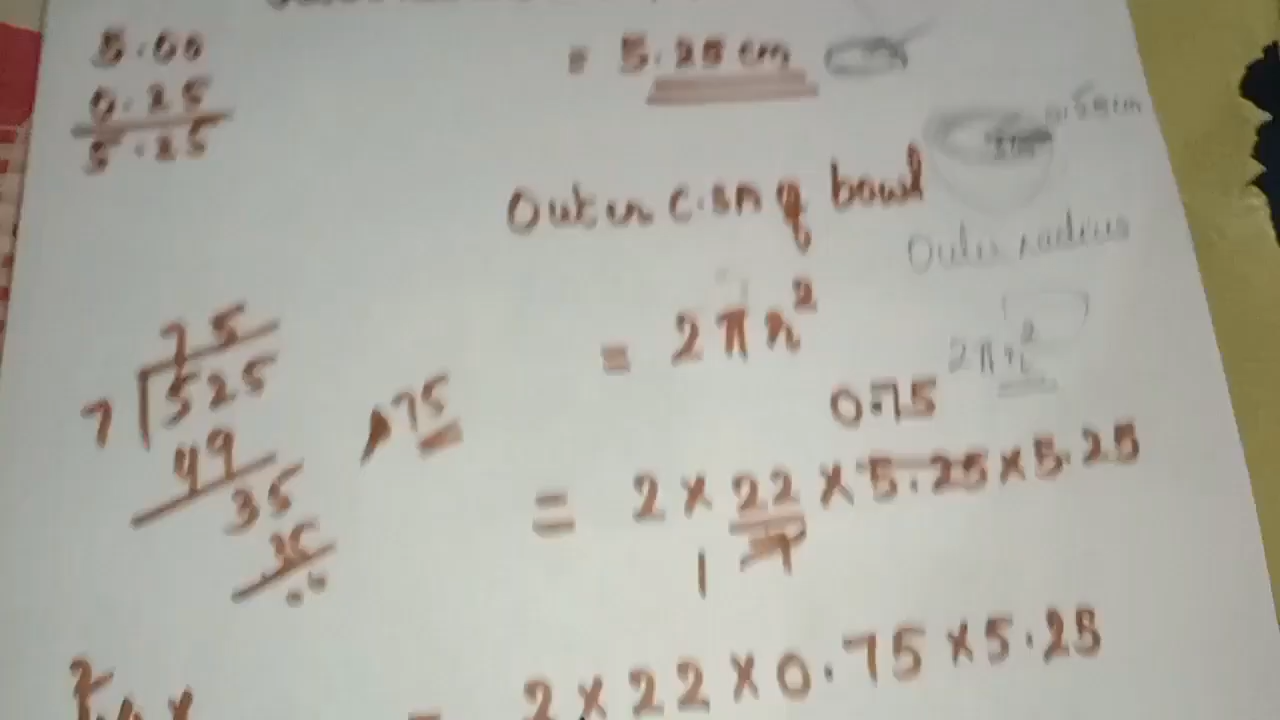 5.00
0.25
5.25
= 5.25 cm
Outer C.SA of bowl
Outer radius
= 2πr²
2πr²
75
7 525
49
35
35
00
75
0.75
= 2 × 22 × 5.25 × 5.25
1 7
= 2 × 22 × 0.75 × 5.25